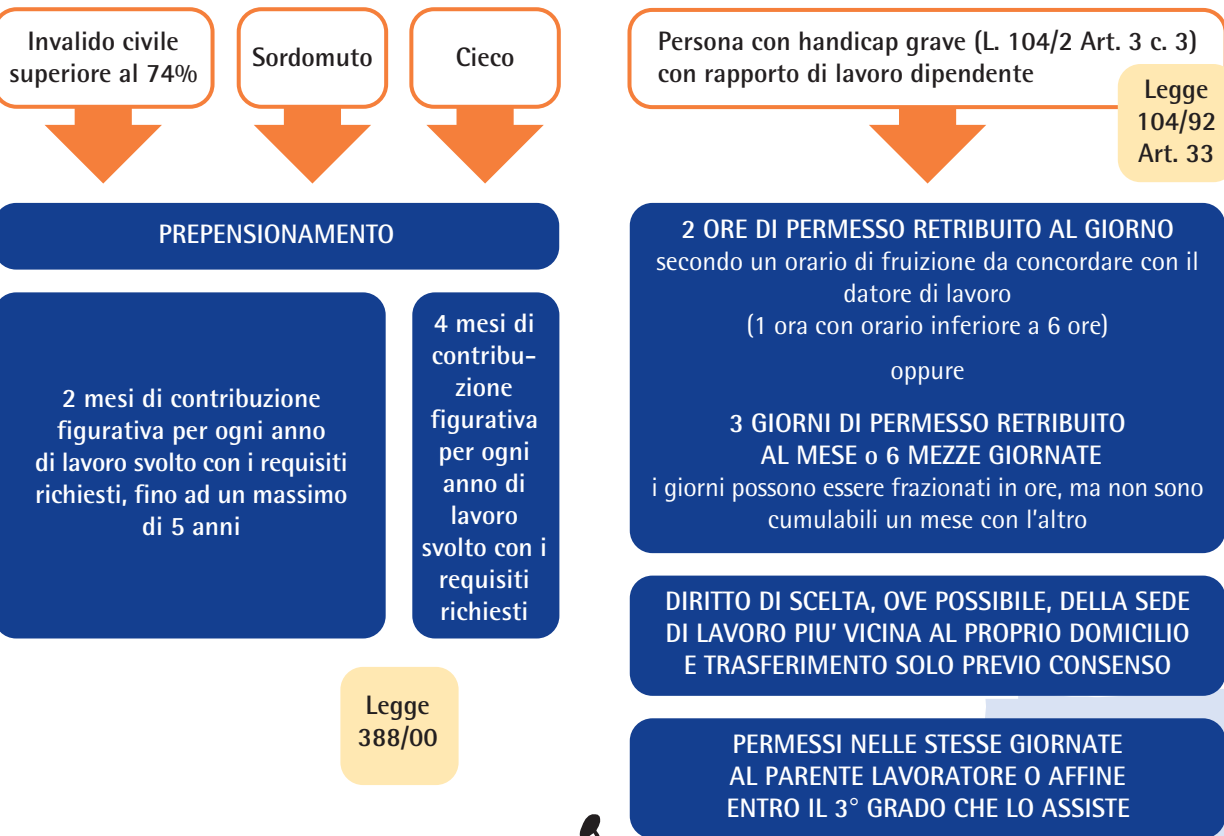 Invalido civile
superiore al 74%
Sordomuto
Cieco
PREPENSIONAMENTO
2 mesi di contribuzione
figurativa per ogni anno
di lavoro svolto con i requisiti
richiesti, fino ad un massimo
di 5 anni
4 mesi di
contribu-
zione
figurativa
per ogni
anno di
lavoro
svolto con i
requisiti
richiesti
Legge
388/00
Persona con handicap grave (L. 104/2 Art. 3 c. 3)
con rapporto di lavoro dipendente
Legge
104/92
Art. 33
2 ORE DI PERMESSO RETRIBUITO AL GIORNO
secondo un orario di fruizione da concordare con il
datore di lavoro
(1 ora con orario inferiore a 6 ore)
oppure
3 GIORNI DI PERMESSO RETRIBUITO
AL MESE o 6 MEZZE GIORNATE
i giorni possono essere frazionati in ore, ma non sono
cumulabili un mese con l'altro
DIRITTO DI SCELTA, OVE POSSIBILE, DELLA SEDE
DI LAVORO PIU' VICINA AL PROPRIO DOMICILIO
E TRASFERIMENTO SOLO PREVIO CONSENSO
PERMESSI NELLE STESSE GIORNATE
AL PARENTE LAVORATORE O AFFINE
ENTRO IL 3° GRADO CHE LO ASSISTE